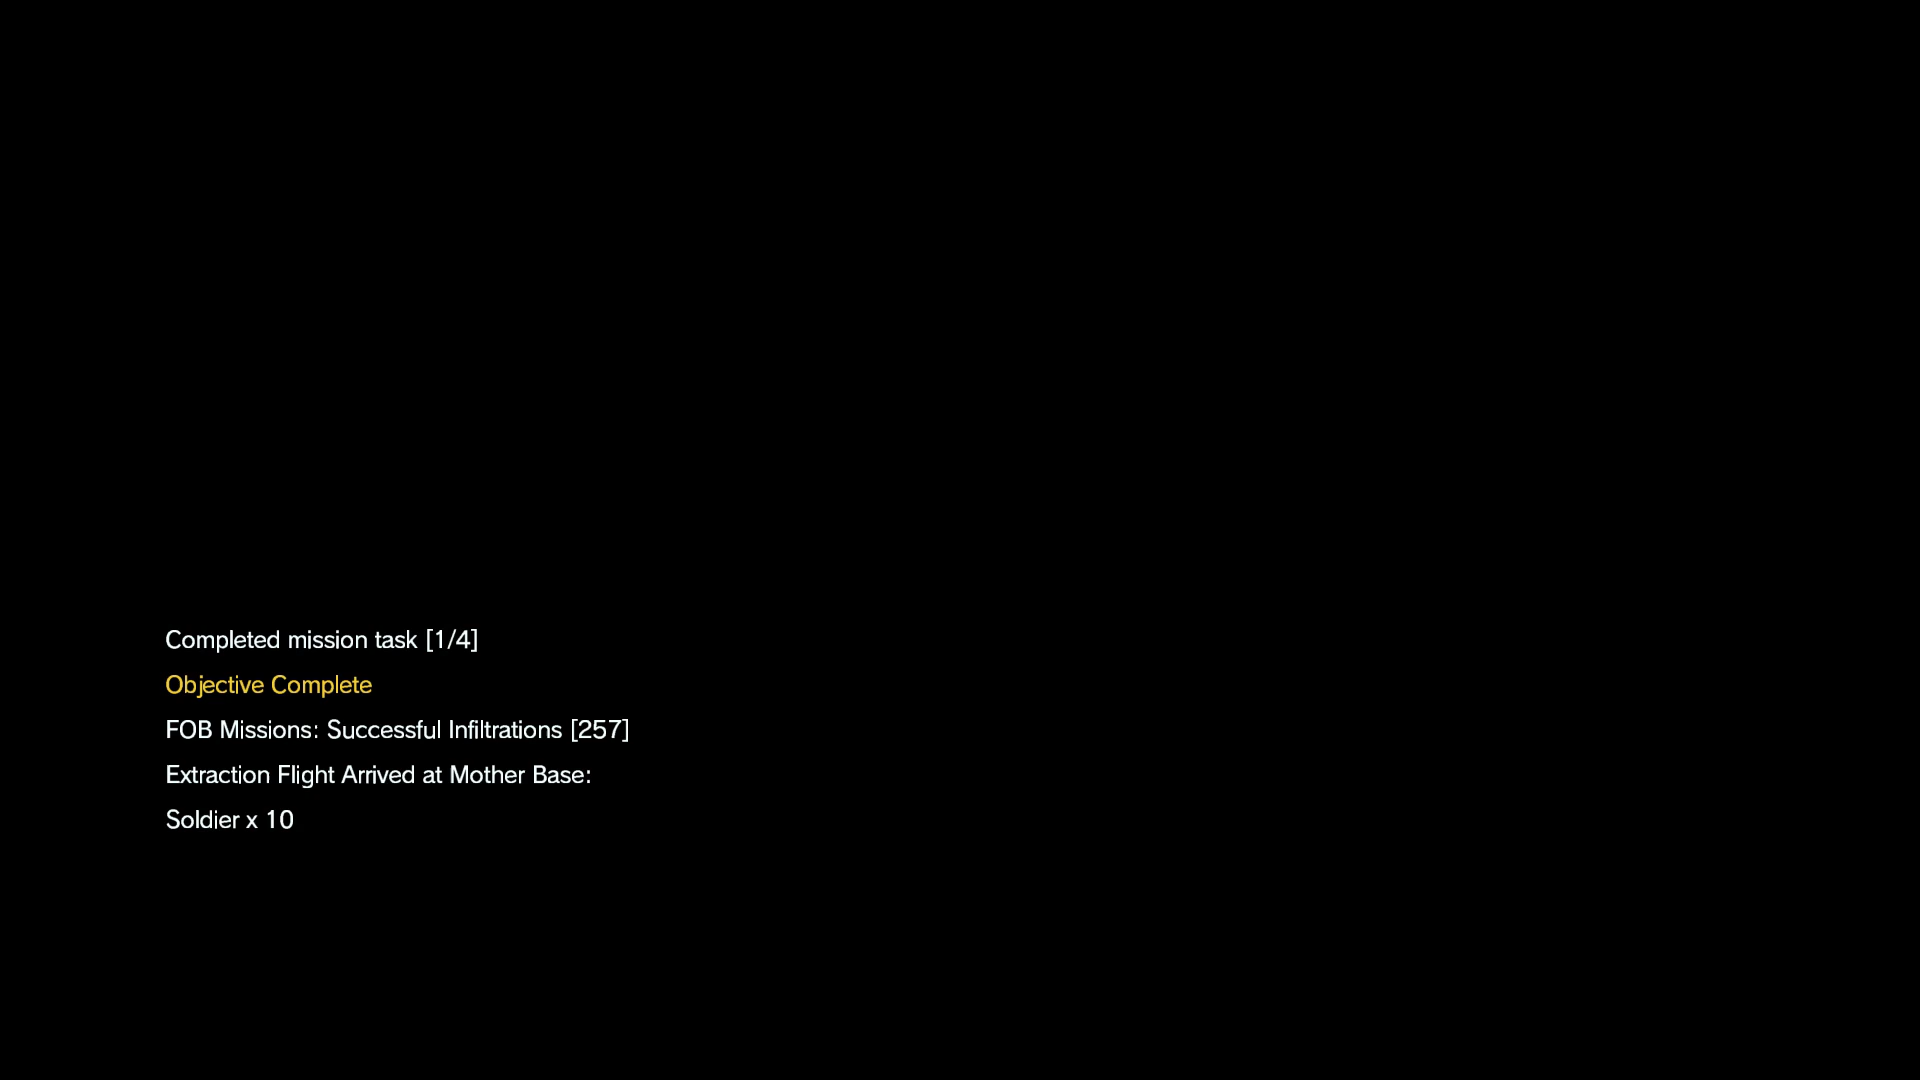 Completed mission task [1/4]
Objective Complete
FOB Missions: Successful Infiltrations [257]
Extraction Flight Arrived at Mother Base:
Soldier x 10